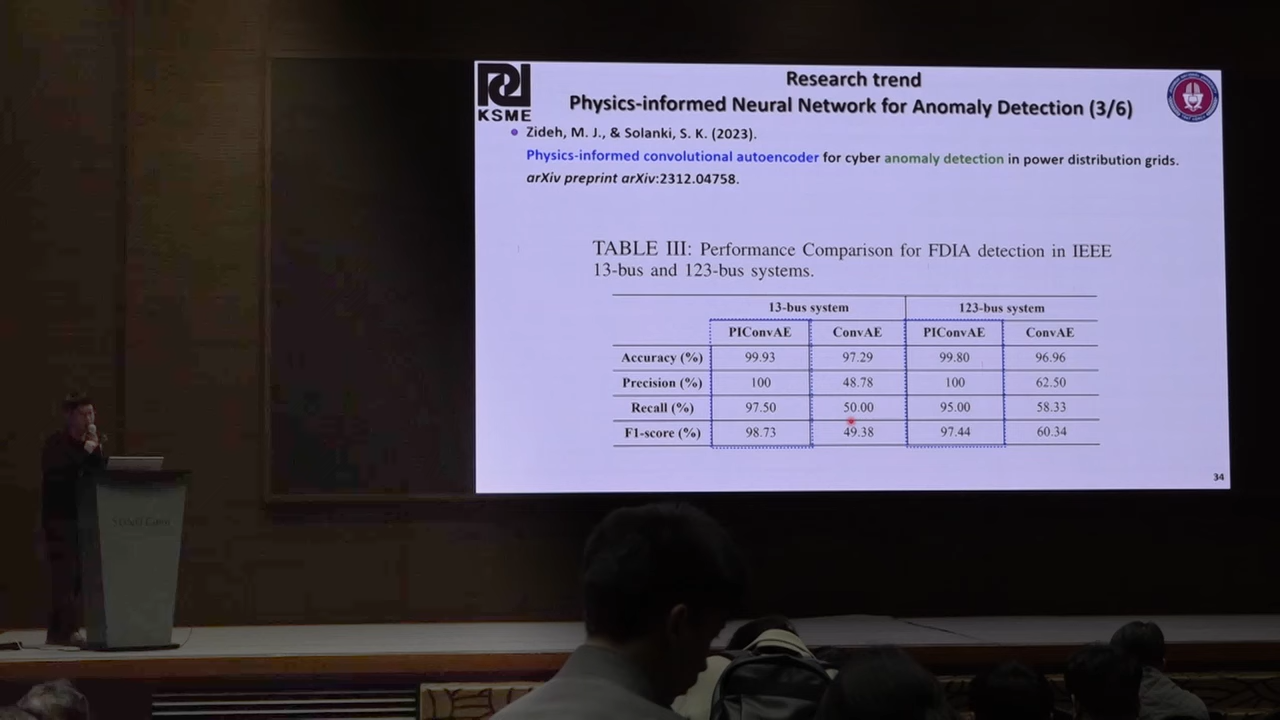 KSME
Research trend
Physics-informed Neural Network for Anomaly Detection (3/6)
Zideh, M. J., & Solanki, S. K. (2023).
Physics-informed convolutional autoencoder for cyber anomaly detection in power distribution grids.
arXiv preprint arXiv:2312.04758.
TABLE III: Performance Comparison for FDIA detection in IEEE
13-bus and 123-bus systems.
13-bus system 123-bus system
PIConvAE ConvAE PIConvAE ConvAE
Accuracy (%) 99.93 97.29 99.80 96.96
Precision (%) 100 48.78 100 62.50
Recall (%) 97.50 50.00 95.00 58.33
F1-score (%) 98.73 49.38 97.44 60.34
34